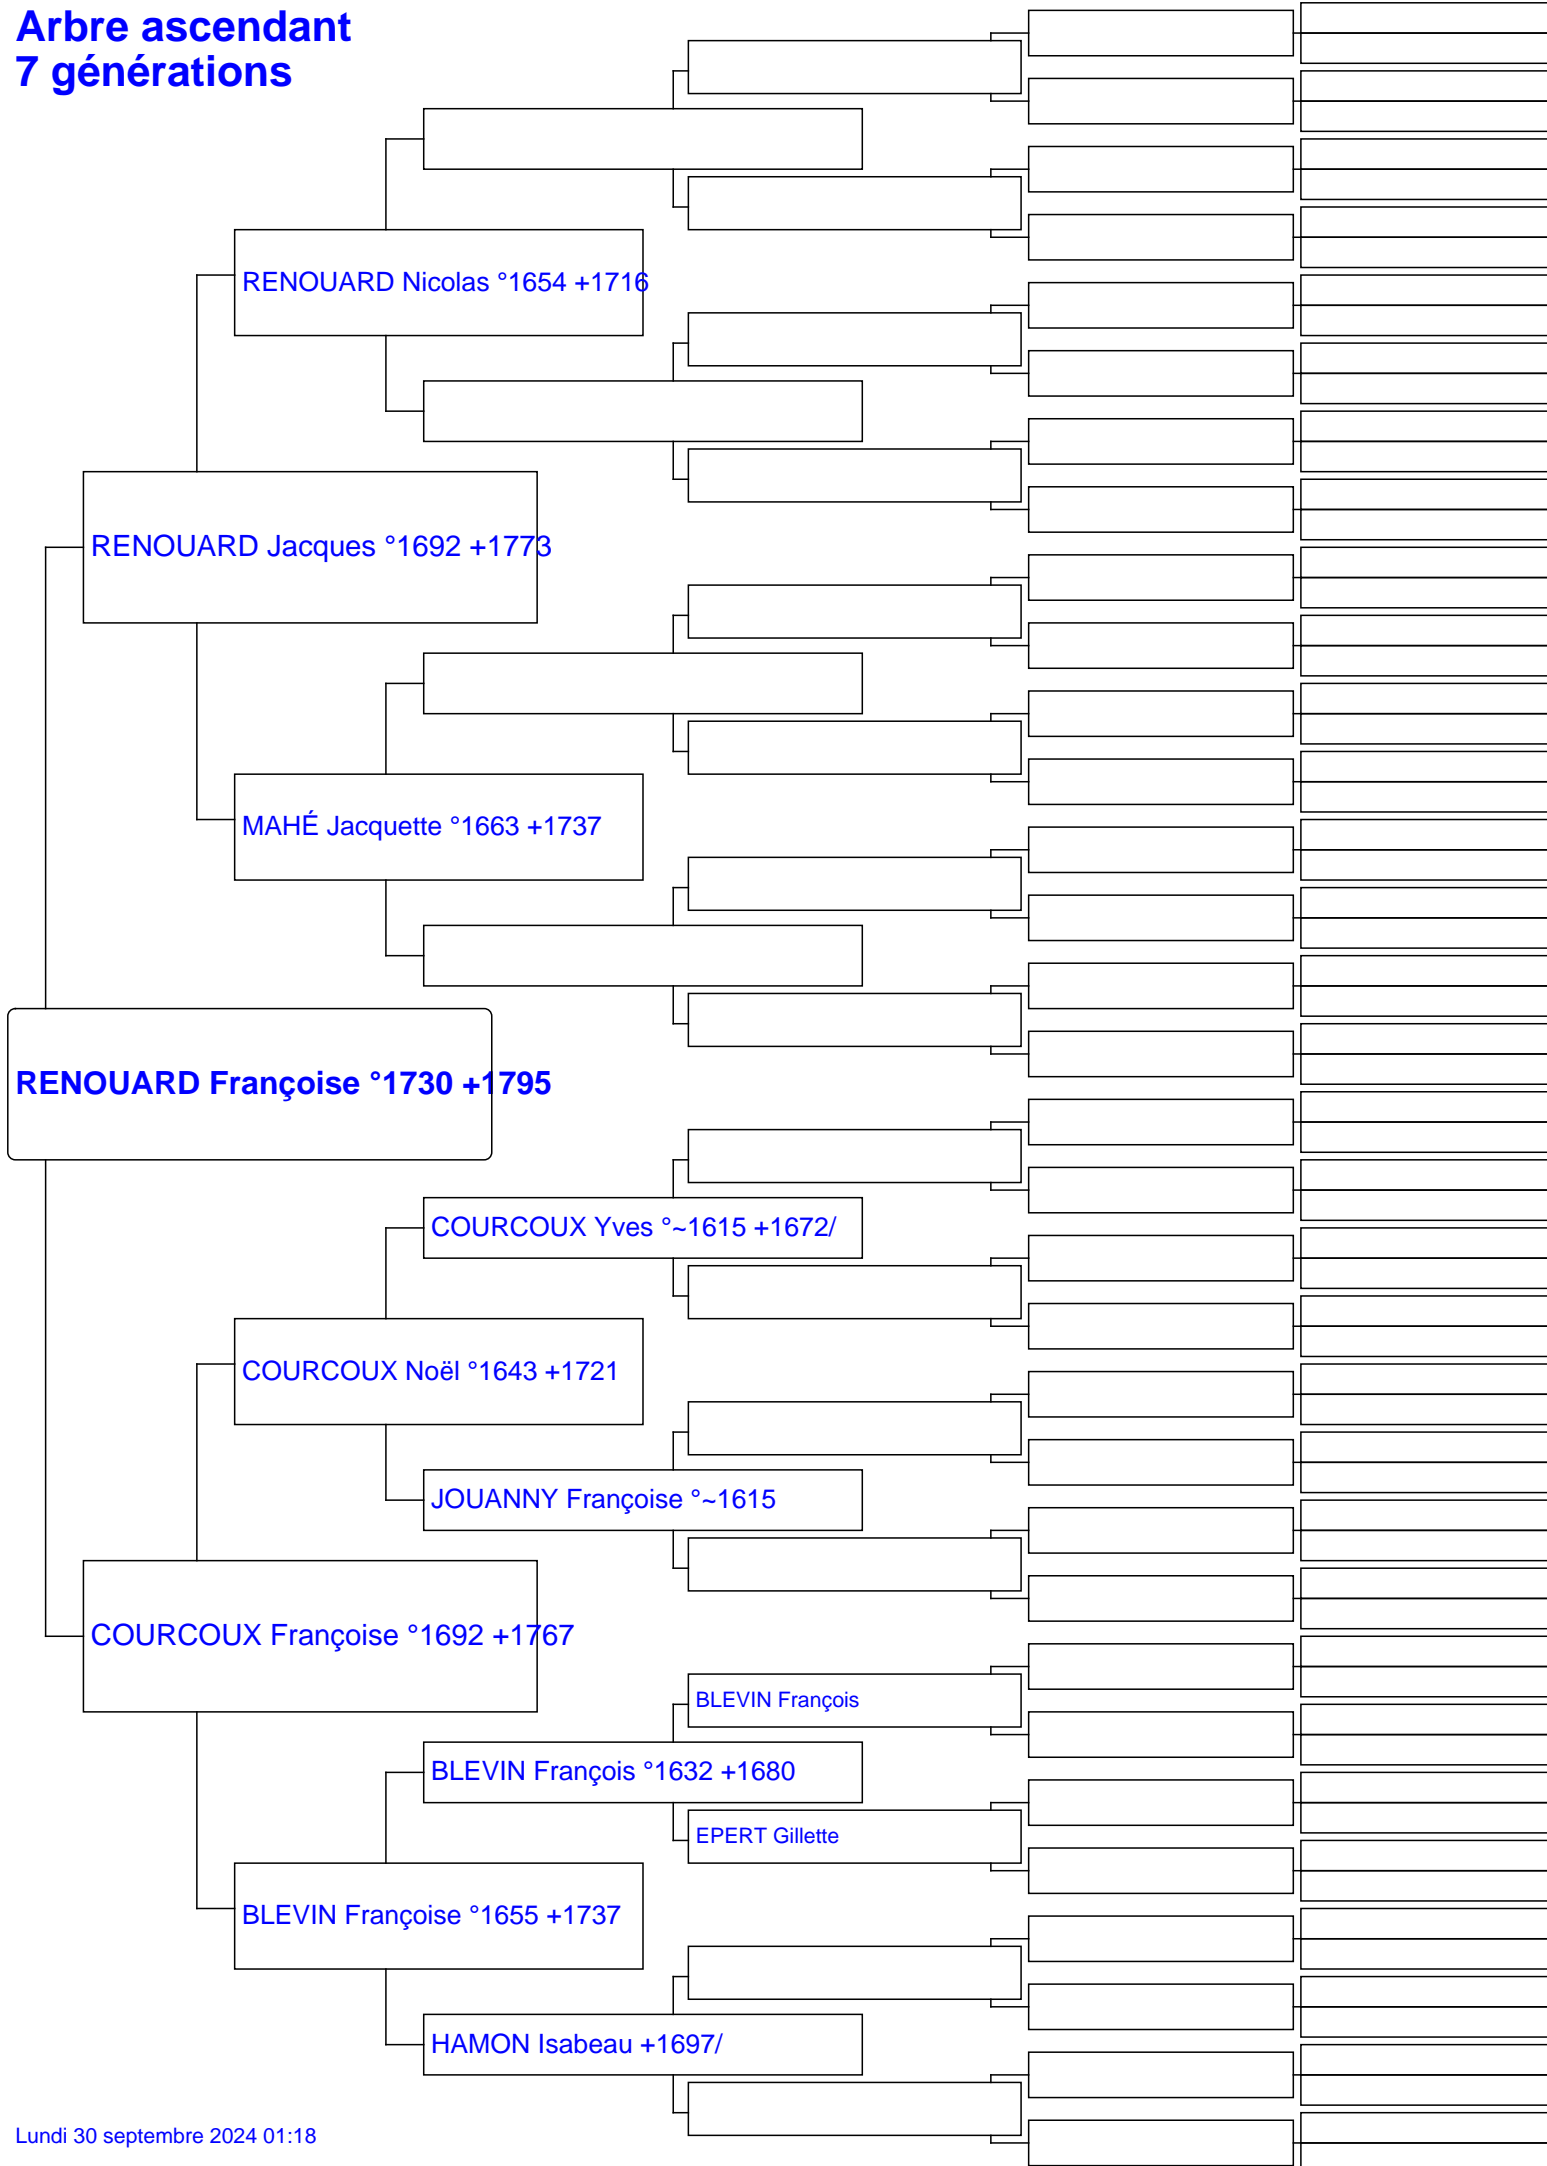 Arbre ascendant
7 générations
RENOUARD Nicolas °1654 +1716
RENOUARD Jacques °1692 +1773
MAHÉ Jacquette °1663 +1737
RENOUARD Françoise °1730 +1795
COURCOUX Yves °~1615 +1672/
COURCOUX Noël °1643 +1721
JOUANNY Françoise °~1615
COURCOUX Françoise °1692 +1767
BLEVIN François
BLEVIN François °1632 +1680
EPERT Gillette
BLEVIN Françoise °1655 +1737
HAMON Isabeau +1697/
Lundi 30 septembre 2024 01:18